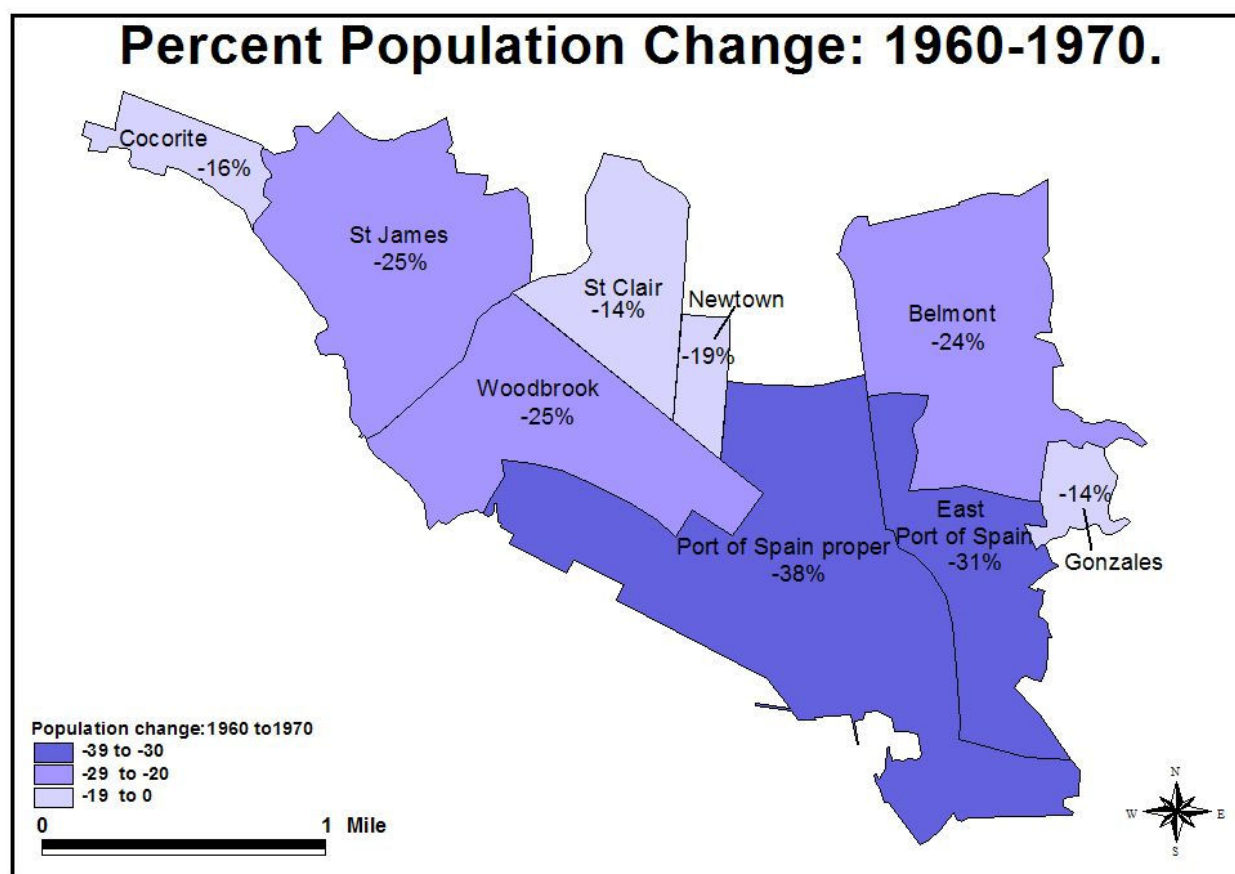 Percent Population Change: 1960-1970.
Cocorite
-16%
St James
-25%
St Clair
-14%
Newtown
-19%
Belmont
-24%
Woodbrook
-25%
-14%
Gonzales
East
Port of Spain
-31%
Port of Spain proper
-38%
Population change:1960 to1970
-39 to -30
-29 to -20
-19 to 0
0 1 Mile
N
W E
S